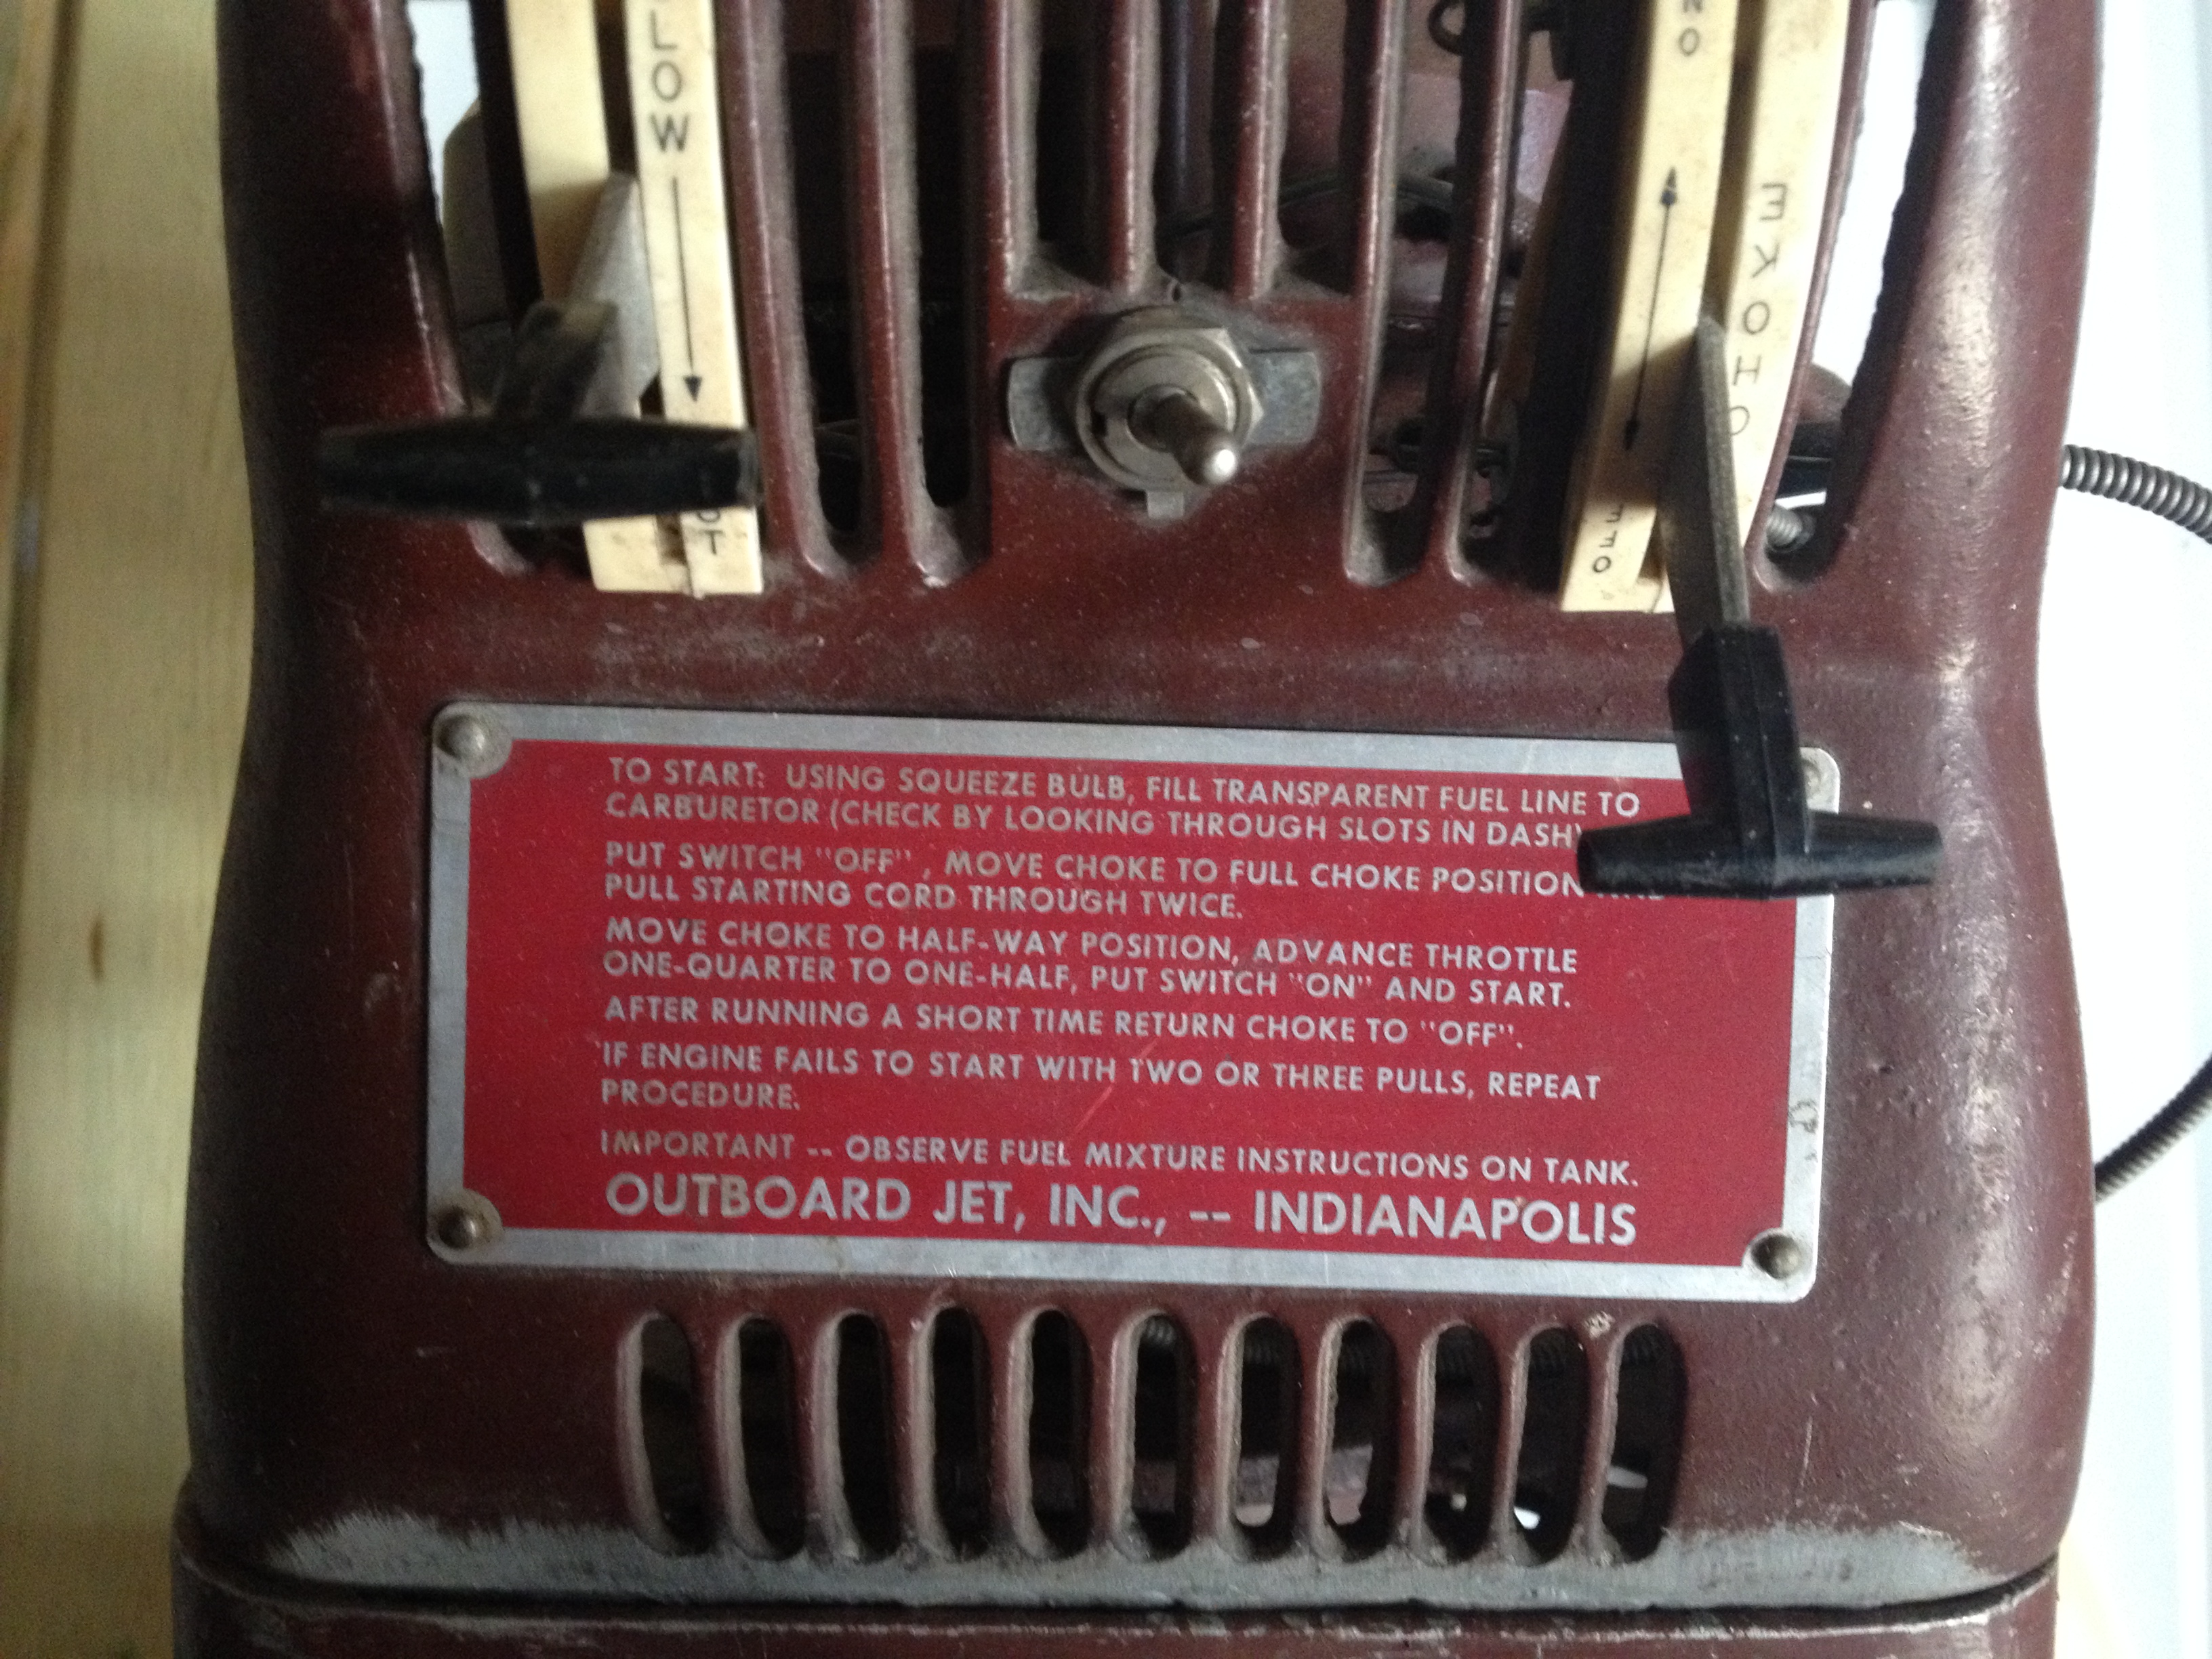 LOW
NO
CHOKE
TO START: USING SQUEEZE BULB, FILL TRANSPARENT FUEL LINE TO
CARBURETOR (CHECK BY LOOKING THROUGH SLOTS IN DASH)
PUT SWITCH "OFF", MOVE CHOKE TO FULL CHOKE POSITION
PULL STARTING CORD THROUGH TWICE.
MOVE CHOKE TO HALF-WAY POSITION, ADVANCE THROTTLE
ONE-QUARTER TO ONE-HALF, PUT SWITCH "ON" AND START.
AFTER RUNNING A SHORT TIME RETURN CHOKE TO "OFF".
IF ENGINE FAILS TO START WITH TWO OR THREE PULLS, REPEAT
PROCEDURE.
IMPORTANT -- OBSERVE FUEL MIXTURE INSTRUCTIONS ON TANK.
OUTBOARD JET, INC., -- INDIANAPOLIS